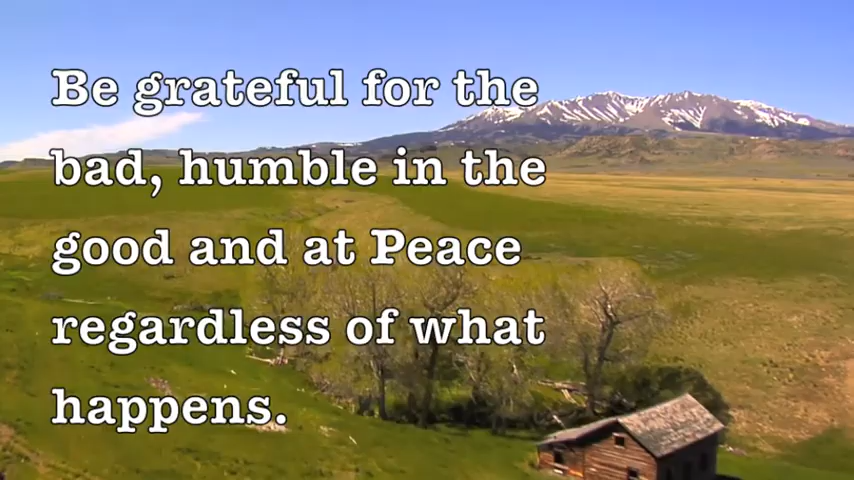 Be grateful for the
bad, humble in the
good and at Peace
regardless of what
happens.